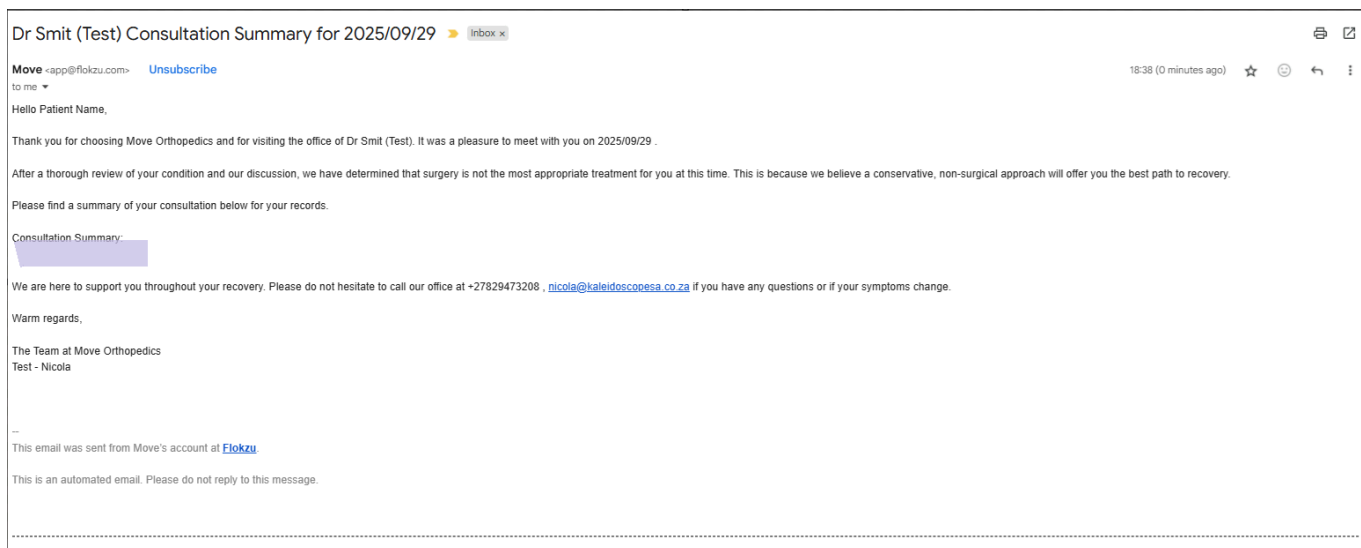 Dr Smit (Test) Consultation Summary for 2025/09/29 Inbox x
Move <app@flokzu.com> Unsubscribe 18:38 (0 minutes ago)
to me
Hello Patient Name,
Thank you for choosing Move Orthopedics and for visiting the office of Dr Smit (Test). It was a pleasure to meet with you on 2025/09/29 .
After a thorough review of your condition and our discussion, we have determined that surgery is not the most appropriate treatment for you at this time. This is because we believe a conservative, non-surgical approach will offer you the best path to recovery.
Please find a summary of your consultation below for your records.
Consultation Summary:
We are here to support you throughout your recovery. Please do not hesitate to call our office at +27829473208 , nicola@kaleidoscopesa.co.za if you have any questions or if your symptoms change.
Warm regards,
The Team at Move Orthopedics
Test - Nicola
--
This email was sent from Move's account at Flokzu.
This is an automated email. Please do not reply to this message.